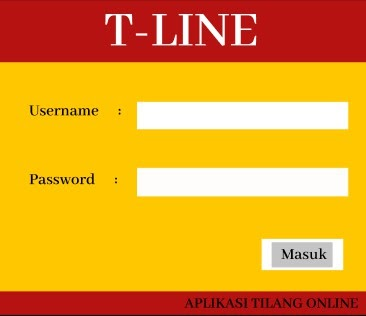 T-LINE
Username :
Password :
Masuk
APLIKASI TILANG ONLINE